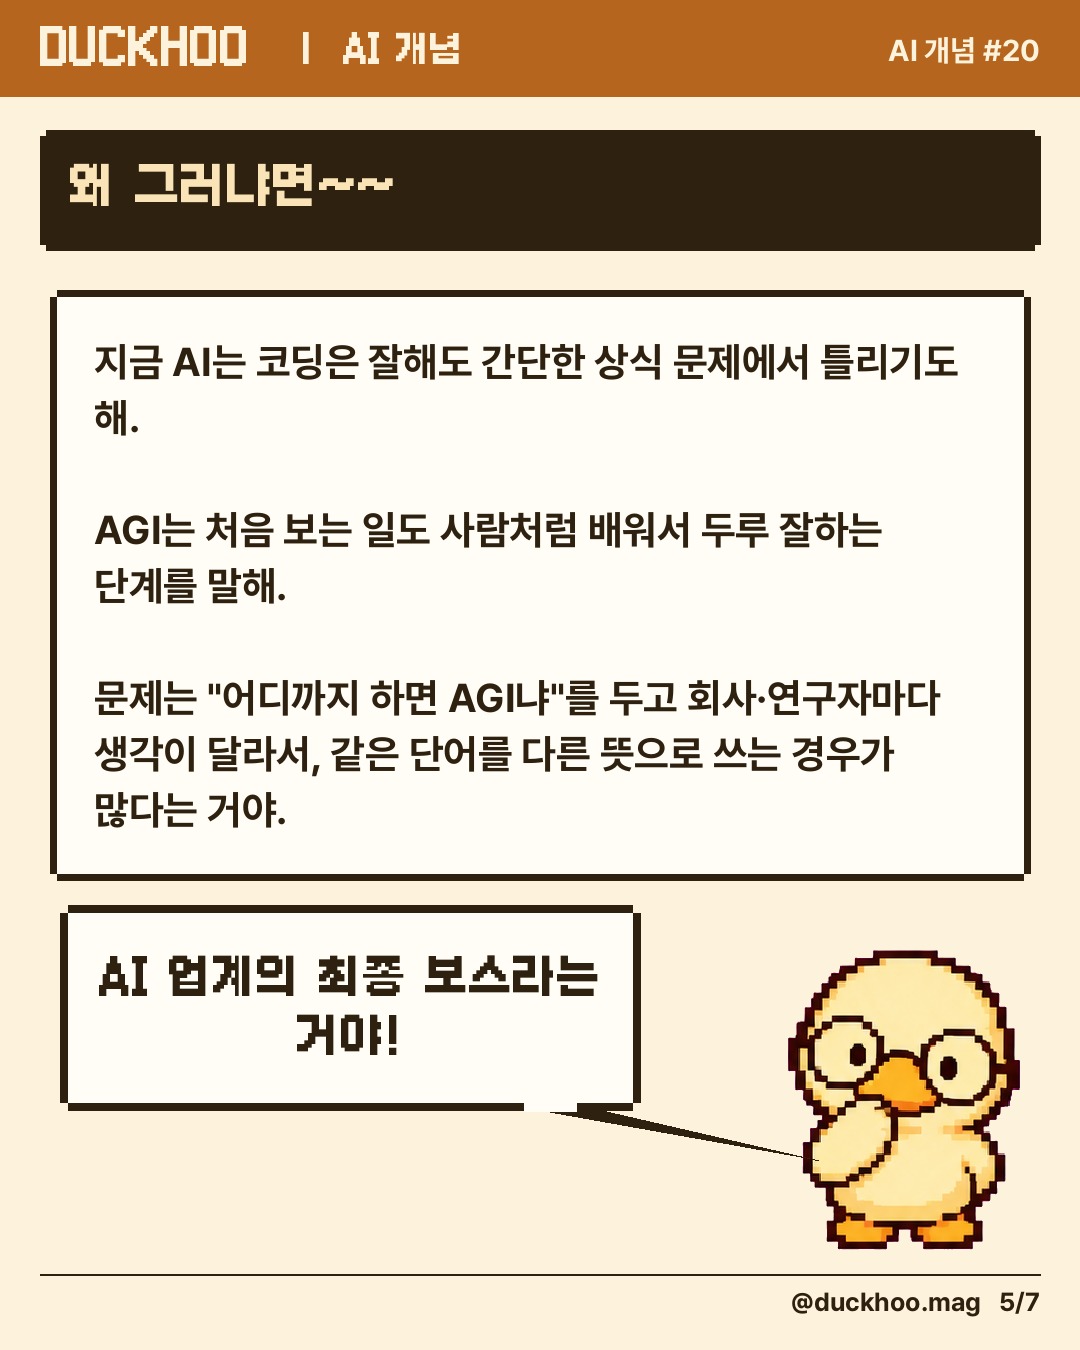 DUCKHOO | AI 개념
AI 개념 #20
왜 그러냐면~~
지금 AI는 코딩은 잘해도 간단한 상식 문제에서 틀리기도
해.
AGI는 처음 보는 일도 사람처럼 배워서 두루 잘하는
단계를 말해.
문제는 "어디까지 하면 AGI냐"를 두고 회사·연구자마다
생각이 달라서, 같은 단어를 다른 뜻으로 쓰는 경우가
많다는 거야.
AI 업계의 최종 보스라는
거야!
@duckhoo.mag 5/7